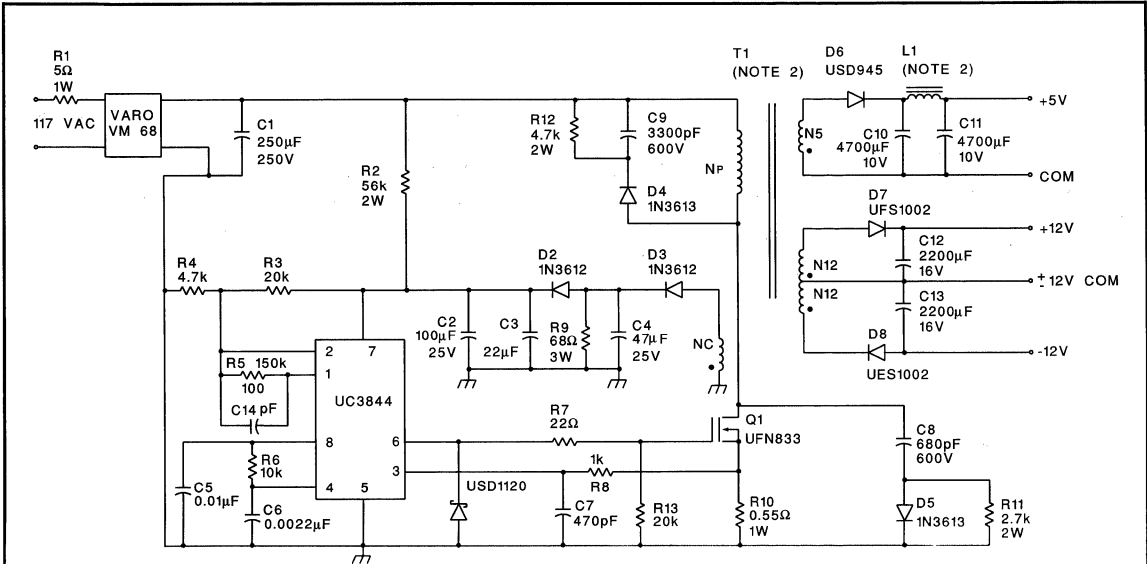 R1
5Ω
1W
117 VAC
VARO
VM 68
C1
250μF
250V
R2
56k
2W
R12
4.7k
2W
C9
3300pF
600V
D4
1N3613
NP
T1
(NOTE 2)
D6
USD945
L1
(NOTE 2)
N5
C10
4700μF
10V
C11
4700μF
10V
+5V
COM
D7
UFS1002
N12
N12
C12
2200μF
16V
C13
2200μF
16V
D8
UES1002
+12V
±12V COM
-12V
R4
4.7k
R3
20k
D2
1N3612
D3
1N3612
C2
100μF
25V
C3
22μF
R9
68Ω
3W
C4
47μF
25V
NC
R5 150k
100
C14 pF
2
1
7
UC3844
8
4
5
6
3
R6
10k
C5
0.01μF
C6
0.0022μF
USD1120
R7
22Ω
1k
R8
C7
470pF
R13
20k
Q1
UFN833
R10
0.55Ω
1W
C8
680pF
600V
D5
1N3613
R11
2.7k
2W